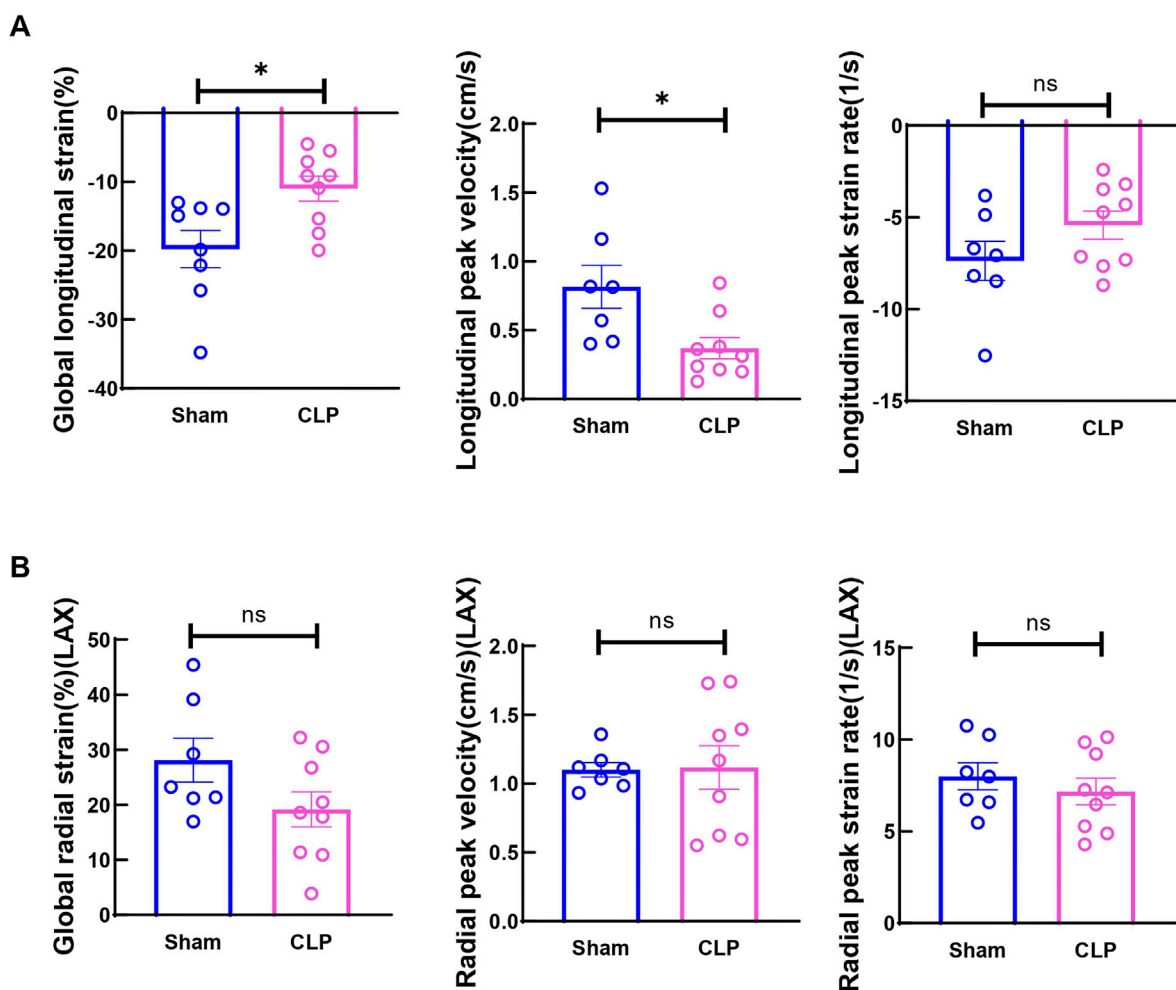 A
Global longitudinal strain(%)
0
-10
-20
-30
-40
*
Sham
CLP
Longitudinal peak velocity(cm/s)
2.0
1.5
1.0
0.5
0.0
*
Sham
CLP
Longitudinal peak strain rate(1/s)
0
-5
-10
-15
ns
Sham
CLP
B
Global radial strain(%)(LAX)
50
40
30
20
10
0
ns
Sham
CLP
Radial peak velocity(cm/s)(LAX)
2.0
1.5
1.0
0.5
0.0
ns
Sham
CLP
Radial peak strain rate(1/s)(LAX)
15
10
5
0
ns
Sham
CLP